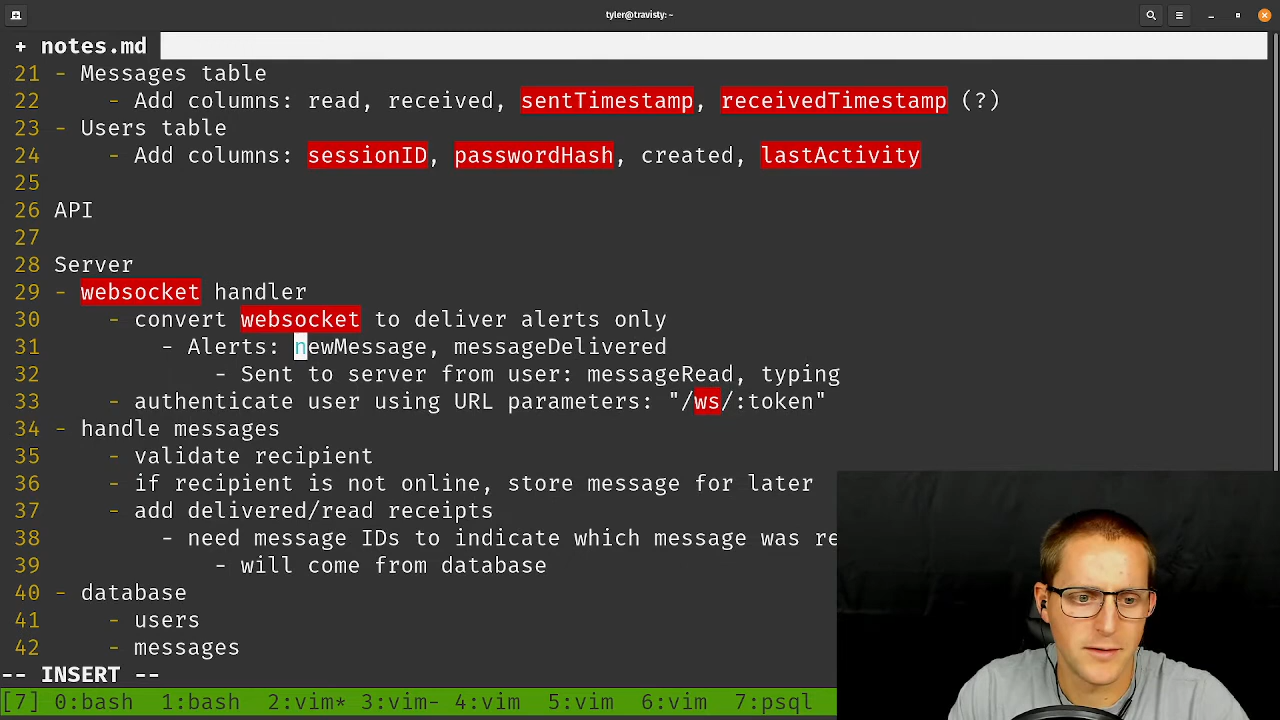 tyler@travisty: ~
+ notes.md
21 - Messages table
22 - Add columns: read, received, sentTimestamp, receivedTimestamp (?)
23 - Users table
24 - Add columns: sessionID, passwordHash, created, lastActivity
25
26 API
27
28 Server
29 - websocket handler
30 - convert websocket to deliver alerts only
31 - Alerts: newMessage, messageDelivered
32 - Sent to server from user: messageRead, typing
33 - authenticate user using URL parameters: "/ws/:token"
34 - handle messages
35 - validate recipient
36 - if recipient is not online, store message for later
37 - add delivered/read receipts
38 - need message IDs to indicate which message was re
39 - will come from database
40 - database
41 - users
42 - messages
-- INSERT --
[7] 0:bash 1:bash 2:vim* 3:vim- 4:vim 5:vim 6:vim 7:psql